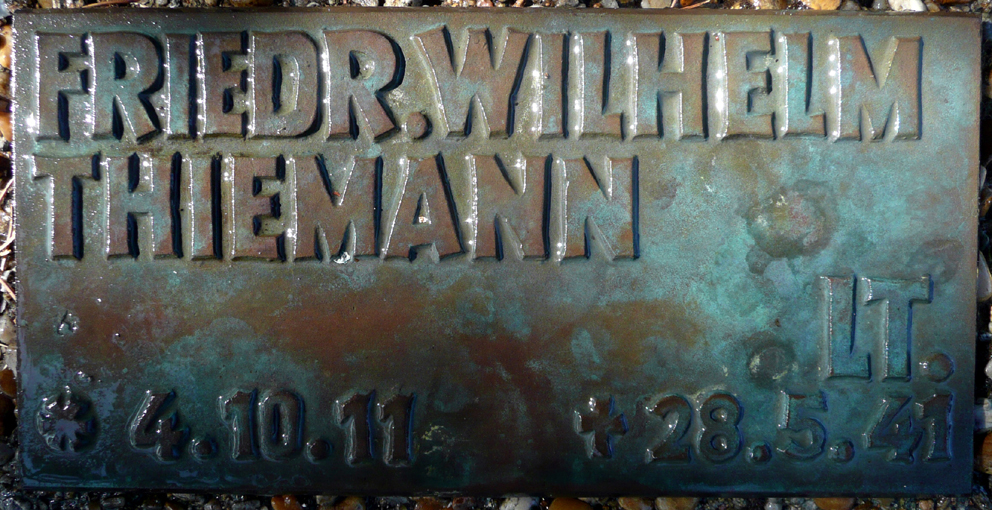 FRIEDR.WILHELM
THIEMANN
LT.
* 4.10.11 ✝ 28.5.41